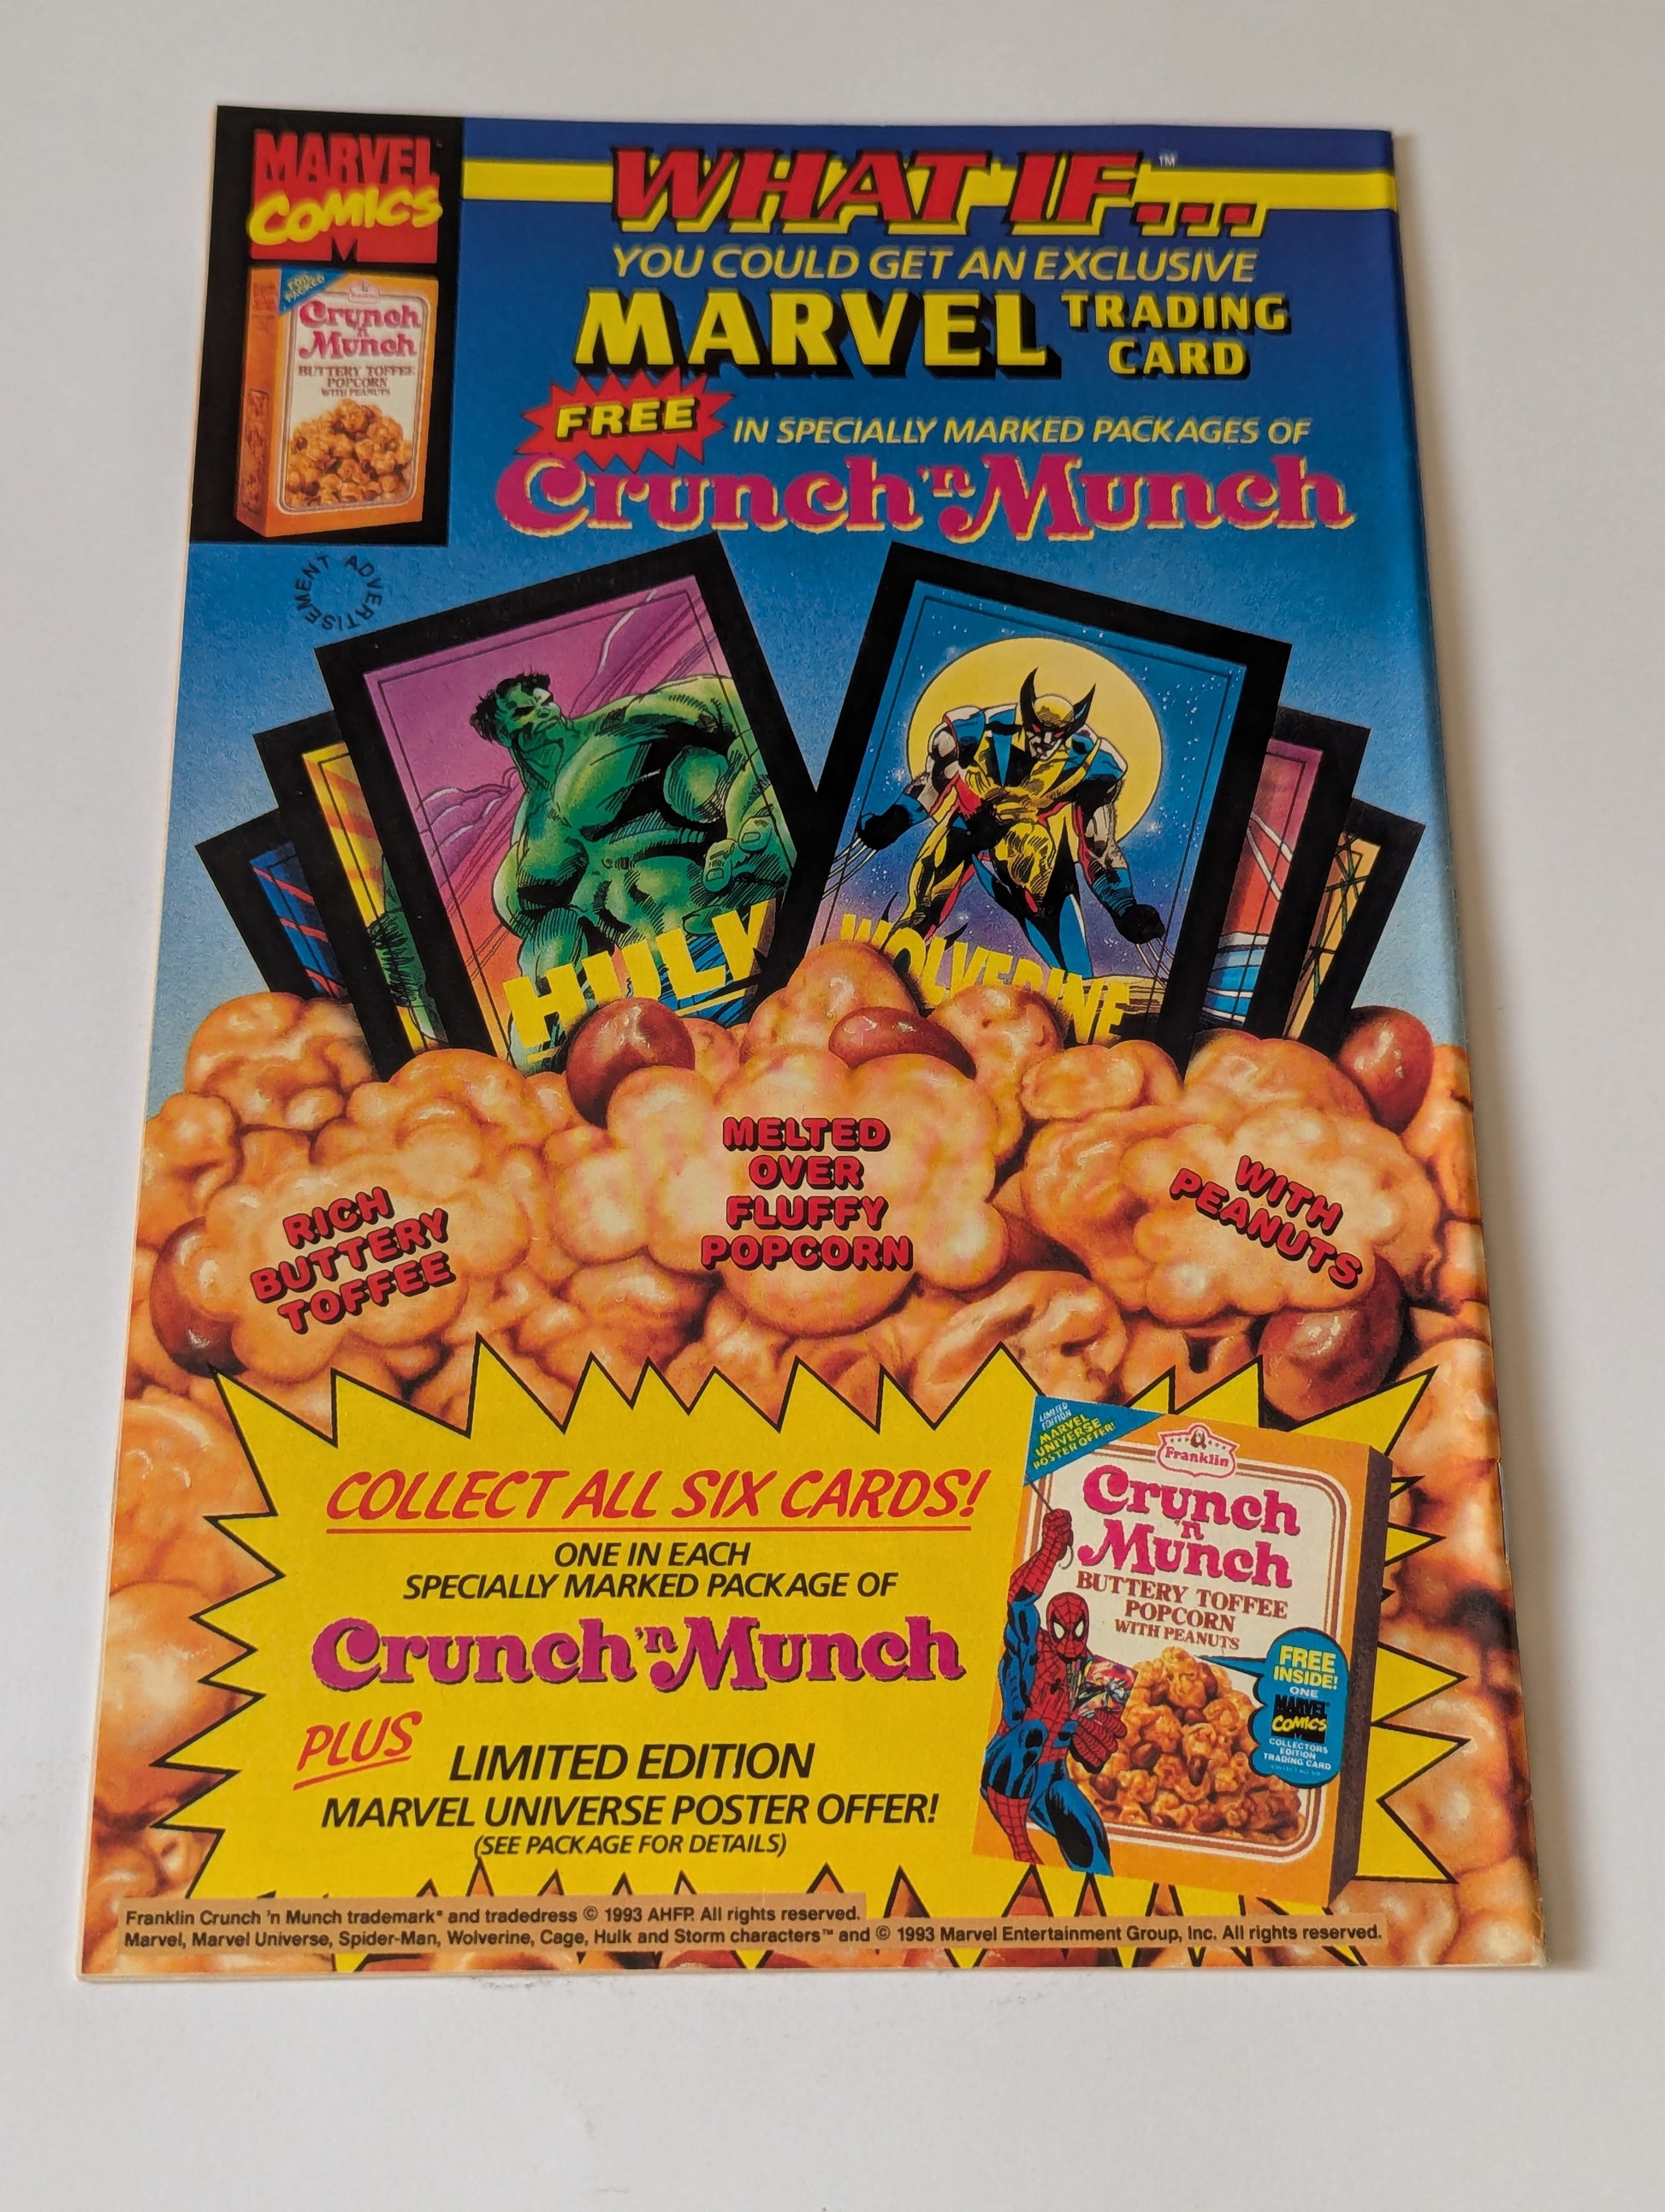 MARVEL
COMICS
FOIL
PACKED
Franklin
Crunch
'n
Munch
BUTTERY TOFFEE
POPCORN
WITH PEANUTS
WHAT IF...™
YOU COULD GET AN EXCLUSIVE
MARVEL TRADING
CARD
FREE IN SPECIALLY MARKED PACKAGES OF
Crunch 'n Munch
ADVERTISEMENT
HULK
WOLVERINE
RICH
BUTTERY
TOFFEE
MELTED
OVER
FLUFFY
POPCORN
WITH
PEANUTS
COLLECT ALL SIX CARDS!
ONE IN EACH
SPECIALLY MARKED PACKAGE OF
Crunch 'n Munch
PLUS LIMITED EDITION
MARVEL UNIVERSE POSTER OFFER!
(SEE PACKAGE FOR DETAILS)
LIMITED
EDITION
MARVEL
UNIVERSE
POSTER OFFER!
Franklin
Crunch
'n
Munch
BUTTERY TOFFEE
POPCORN
WITH PEANUTS
FREE
INSIDE!
ONE
MARVEL
COMICS
COLLECTORS
EDITION
TRADING CARD
Franklin Crunch 'n Munch trademark® and tradedress © 1993 AHFP. All rights reserved.
Marvel, Marvel Universe, Spider-Man, Wolverine, Cage, Hulk and Storm characters™ and © 1993 Marvel Entertainment Group, Inc. All rights reserved.